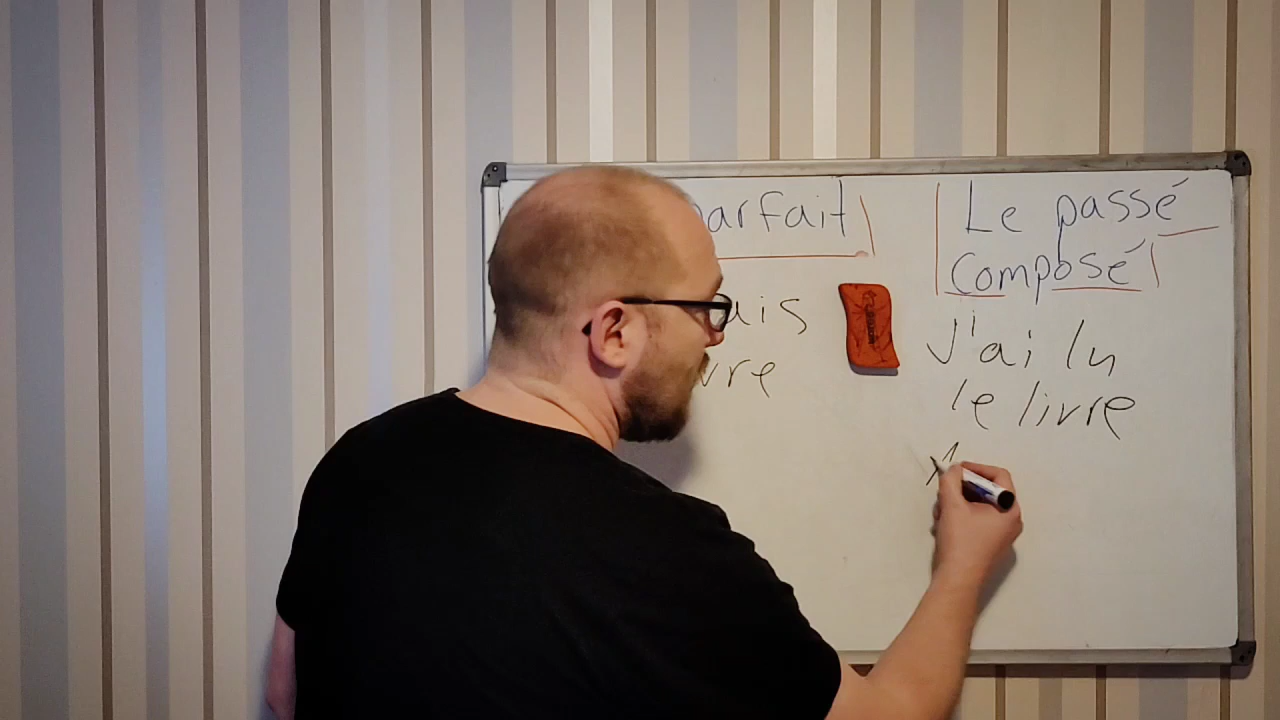 arfait
ais
vre
Le passé
composé
J'ai lu
le livre